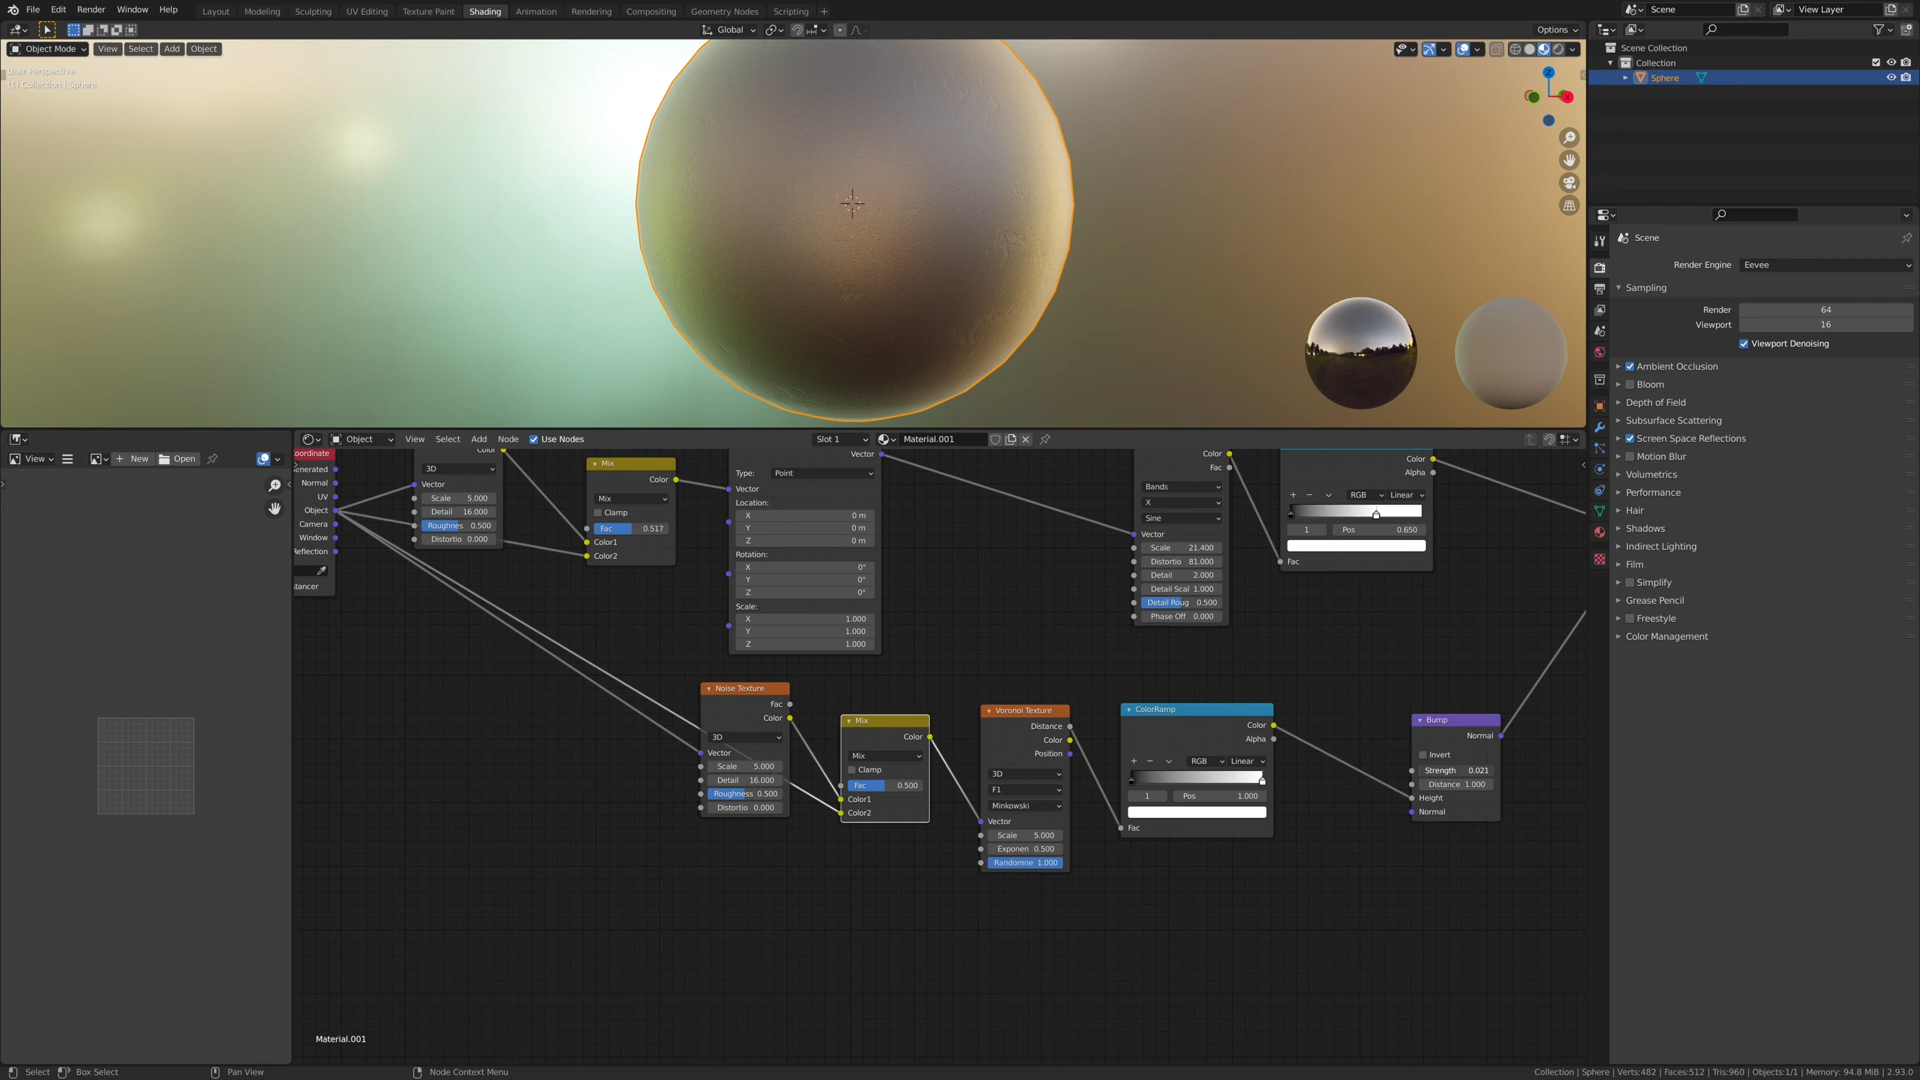 File Edit Render Window Help Layout Modeling Sculpting UV Editing Texture Paint Shading Animation Rendering Compositing Geometry Nodes Scripting +
Scene View Layer
Global Options
Object Mode View Select Add Object
User Perspective
(1) Collection | Sphere
Scene Collection
Collection
Sphere
Scene
Render Engine Eevee
Sampling
Render 64
Viewport 16
Viewport Denoising
Ambient Occlusion
Bloom
Depth of Field
Subsurface Scattering
Screen Space Reflections
Motion Blur
Volumetrics
Performance
Hair
Shadows
Indirect Lighting
Film
Simplify
Grease Pencil
Freestyle
Color Management
View New Open
Object View Select Add Node Use Nodes Slot 1 Material.001
oordinate
enerated
Normal
UV
Object
Camera
Window
Reflection
stancer
3D
Vector
Scale 5.000
Detail 16.000
Roughnes 0.500
Distortio 0.000
Mix
Color
Mix
Clamp
Fac 0.517
Color1
Color2
Vector
Type: Point
Vector
Location:
X 0 m
Y 0 m
Z 0 m
Rotation:
X 0°
Y 0°
Z 0°
Scale:
X 1.000
Y 1.000
Z 1.000
Color
Fac
Bands
X
Sine
Vector
Scale 21.400
Distortio 81.000
Detail 2.000
Detail Scal 1.000
Detail Roug 0.500
Phase Off 0.000
Color
Alpha
RGB Linear
1 Pos 0.650
Fac
Noise Texture
Fac
Color
3D
Vector
Scale 5.000
Detail 16.000
Roughness 0.500
Distortio 0.000
Mix
Color
Mix
Clamp
Fac 0.500
Color1
Color2
Voronoi Texture
Distance
Color
Position
3D
F1
Minkowski
Vector
Scale 5.000
Exponen 0.500
Randomne 1.000
ColorRamp
Color
Alpha
RGB Linear
1 Pos 1.000
Fac
Bump
Normal
Invert
Strength 0.021
Distance 1.000
Height
Normal
Material.001
Select Box Select Pan View Node Context Menu Collection | Sphere | Verts:482 | Faces:512 | Tris:960 | Objects:1/1 | Memory: 94.8 MiB | 2.93.0